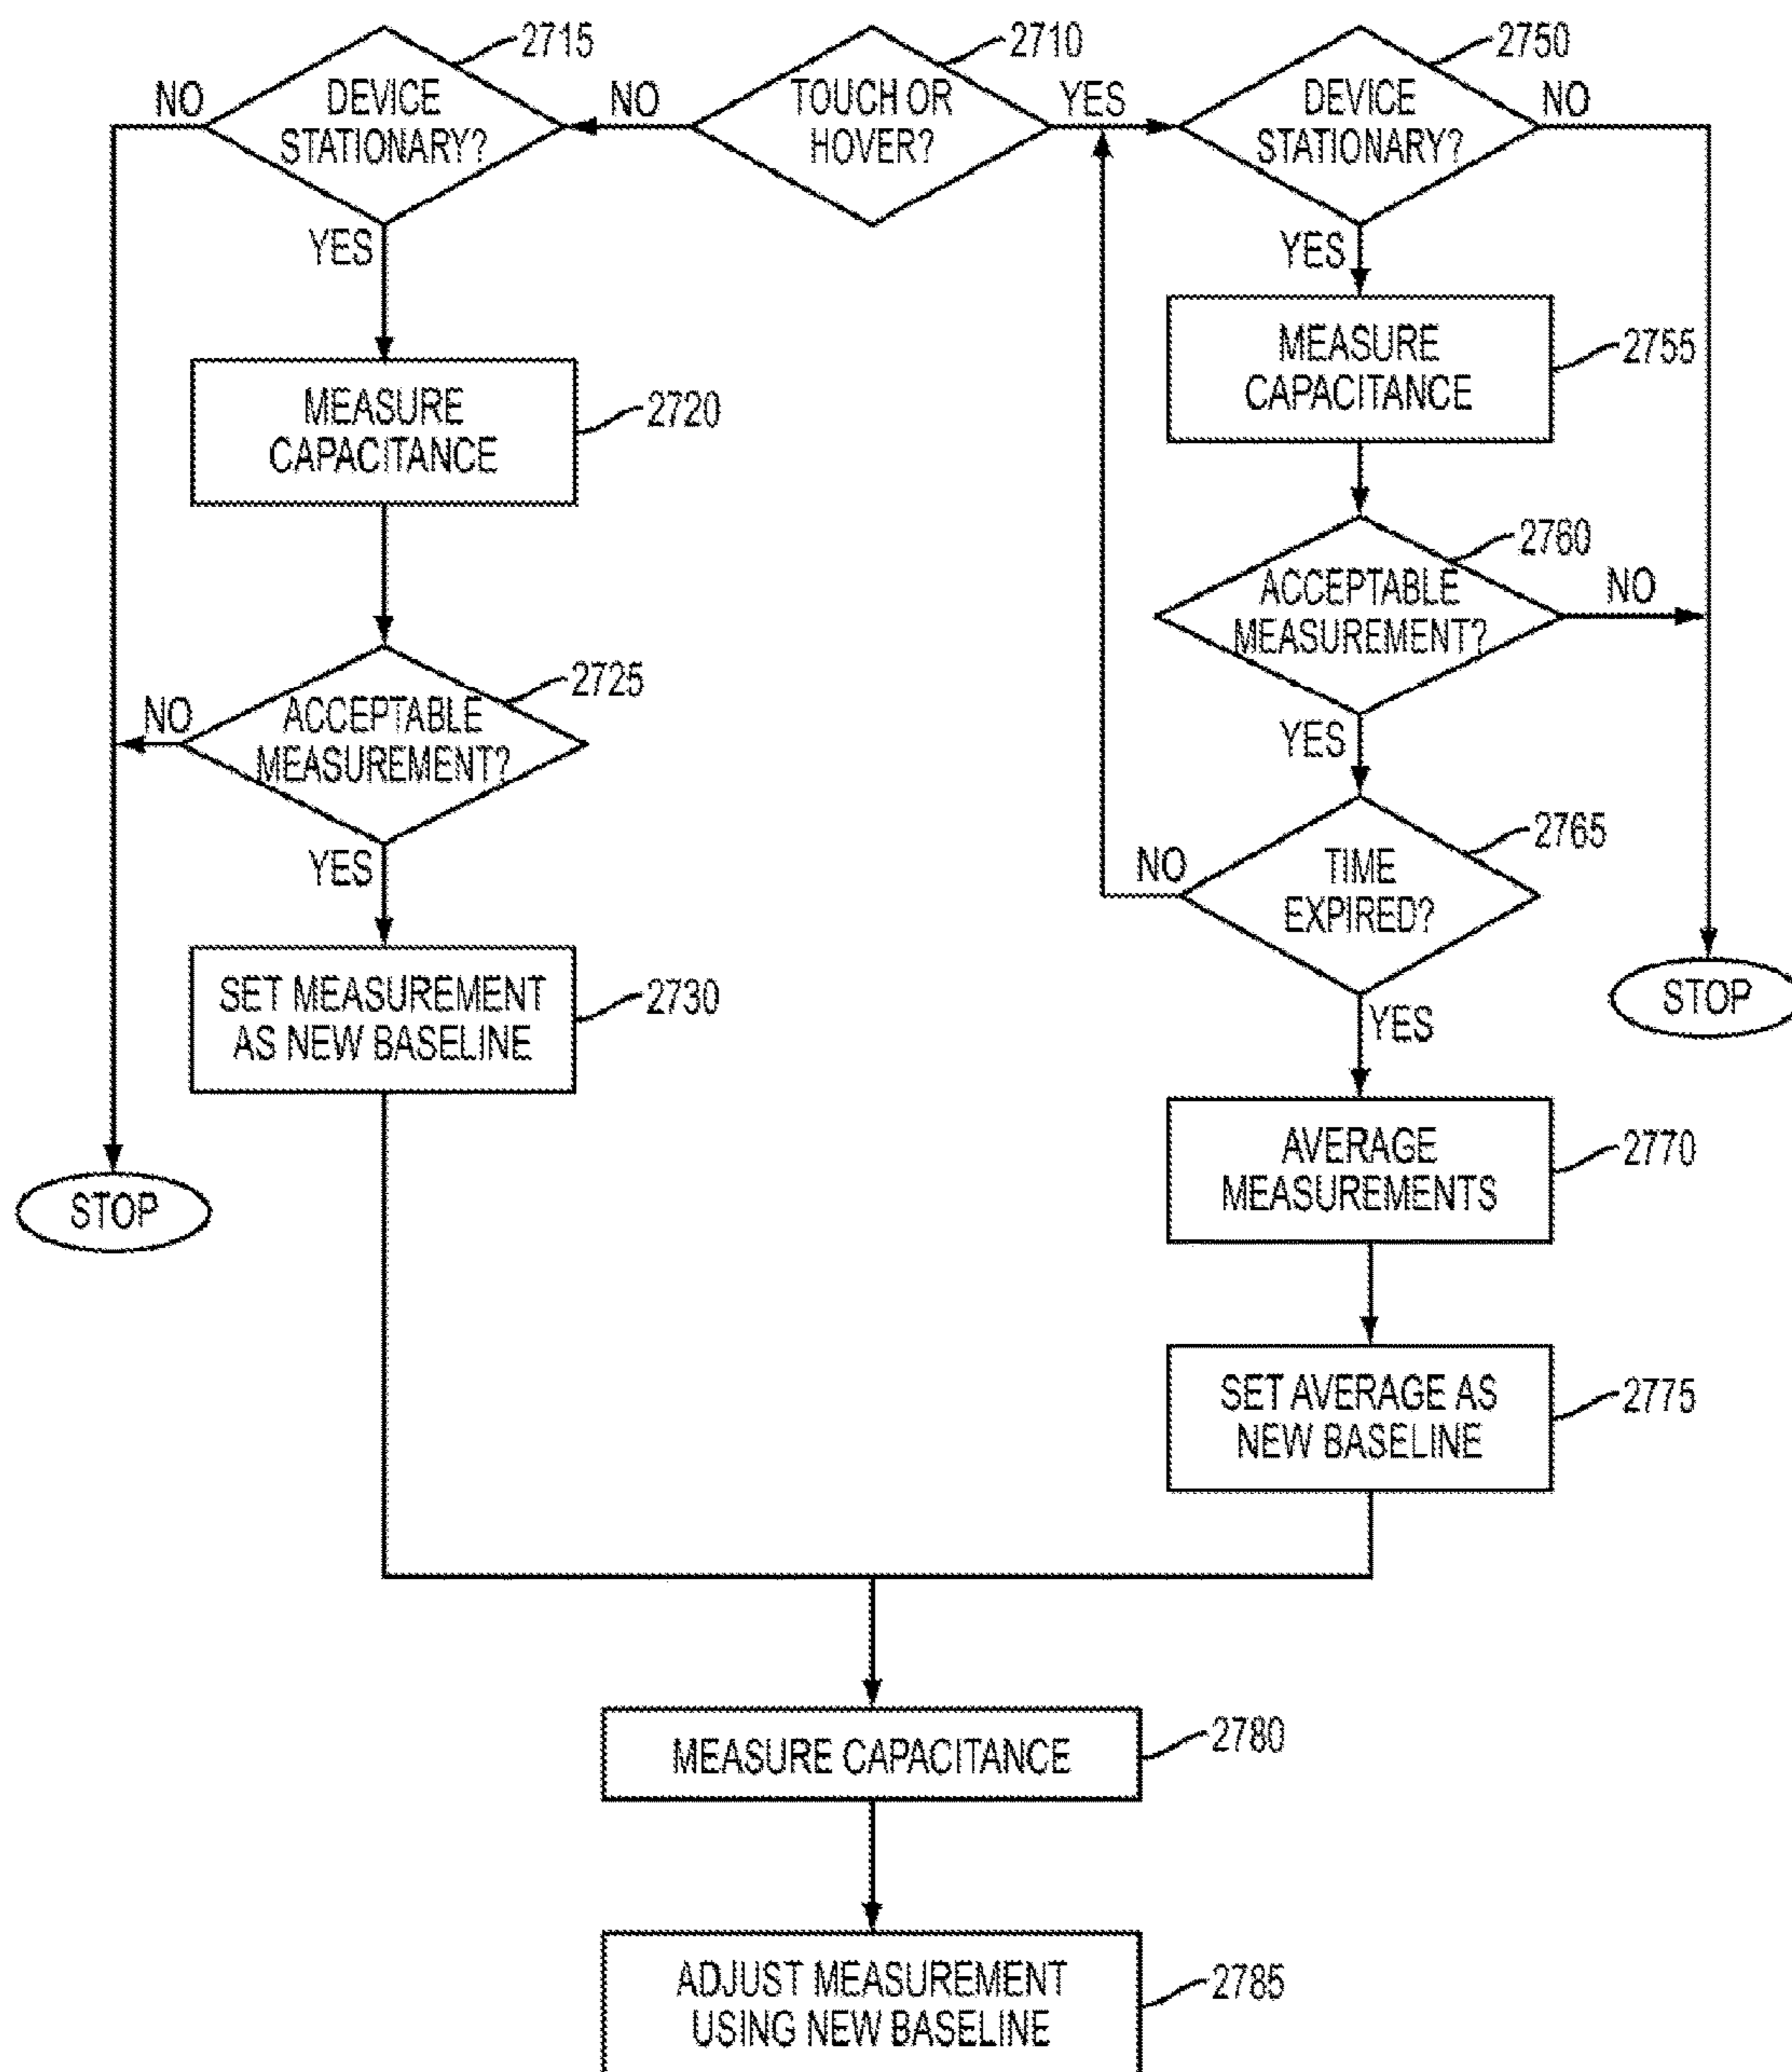 2715
2710
2750
NO
DEVICE
STATIONARY?
NO
TOUCH OR
HOVER?
YES
DEVICE
STATIONARY?
NO
YES
YES
MEASURE
CAPACITANCE
2755
MEASURE
CAPACITANCE
2720
2760
ACCEPTABLE
MEASUREMENT?
NO
2725
NO
ACCEPTABLE
MEASUREMENT?
YES
YES
2765
NO
TIME
EXPIRED?
SET MEASUREMENT
AS NEW BASELINE
2730
STOP
YES
AVERAGE
MEASUREMENTS
2770
STOP
SET AVERAGE AS
NEW BASELINE
2775
MEASURE CAPACITANCE
2780
ADJUST MEASUREMENT
USING NEW BASELINE
2785